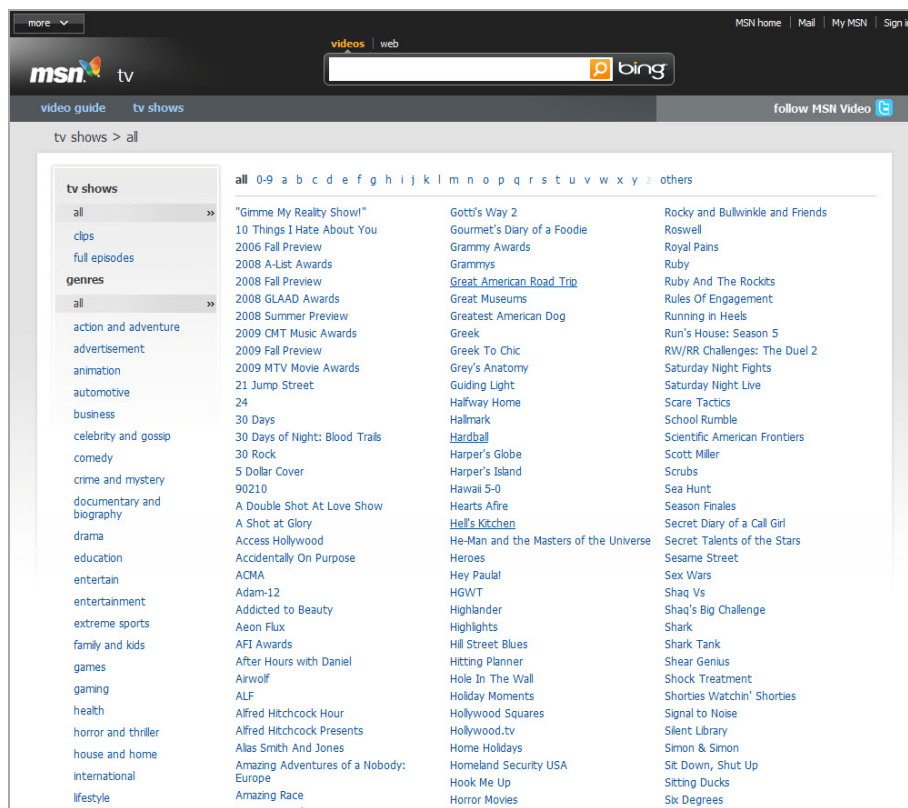 more
MSN home | Mail | My MSN | Sign i
videos | web
msn tv
bing
video guide tv shows
follow MSN Video
tv shows > all
tv shows
all »
clips
full episodes
genres
all »
action and adventure
advertisement
animation
automotive
business
celebrity and gossip
comedy
crime and mystery
documentary and
biography
drama
education
entertain
entertainment
extreme sports
family and kids
games
gaming
health
horror and thriller
house and home
international
lifestyle
all 0-9 a b c d e f g h i j k l m n o p q r s t u v w x y z others
"Gimme My Reality Show!"
10 Things I Hate About You
2006 Fall Preview
2008 A-List Awards
2008 Fall Preview
2008 GLAAD Awards
2008 Summer Preview
2009 CMT Music Awards
2009 Fall Preview
2009 MTV Movie Awards
21 Jump Street
24
30 Days
30 Days of Night: Blood Trails
30 Rock
5 Dollar Cover
90210
A Double Shot At Love Show
A Shot at Glory
Access Hollywood
Accidentally On Purpose
ACMA
Adam-12
Addicted to Beauty
Aeon Flux
AFI Awards
After Hours with Daniel
Airwolf
ALF
Alfred Hitchcock Hour
Alfred Hitchcock Presents
Alias Smith And Jones
Amazing Adventures of a Nobody:
Europe
Amazing Race
Gotti's Way 2
Gourmet's Diary of a Foodie
Grammy Awards
Grammys
Great American Road Trip
Great Museums
Greatest American Dog
Greek
Greek To Chic
Grey's Anatomy
Guiding Light
Halfway Home
Hallmark
Hardball
Harper's Globe
Harper's Island
Hawaii 5-0
Hearts Afire
Hell's Kitchen
He-Man and the Masters of the Universe
Heroes
Hey Paula!
HGWT
Highlander
Highlights
Hill Street Blues
Hitting Planner
Hole In The Wall
Holiday Moments
Hollywood Squares
Hollywood.tv
Home Holidays
Homeland Security USA
Hook Me Up
Horror Movies
Rocky and Bullwinkle and Friends
Roswell
Royal Pains
Ruby
Ruby And The Rockits
Rules Of Engagement
Running in Heels
Run's House: Season 5
RW/RR Challenges: The Duel 2
Saturday Night Fights
Saturday Night Live
Scare Tactics
School Rumble
Scientific American Frontiers
Scott Miller
Scrubs
Sea Hunt
Season Finales
Secret Diary of a Call Girl
Secret Talents of the Stars
Sesame Street
Sex Wars
Shaq Vs
Shaq's Big Challenge
Shark
Shark Tank
Shear Genius
Shock Treatment
Shorties Watchin' Shorties
Signal to Noise
Silent Library
Simon & Simon
Sit Down, Shut Up
Sitting Ducks
Six Degrees